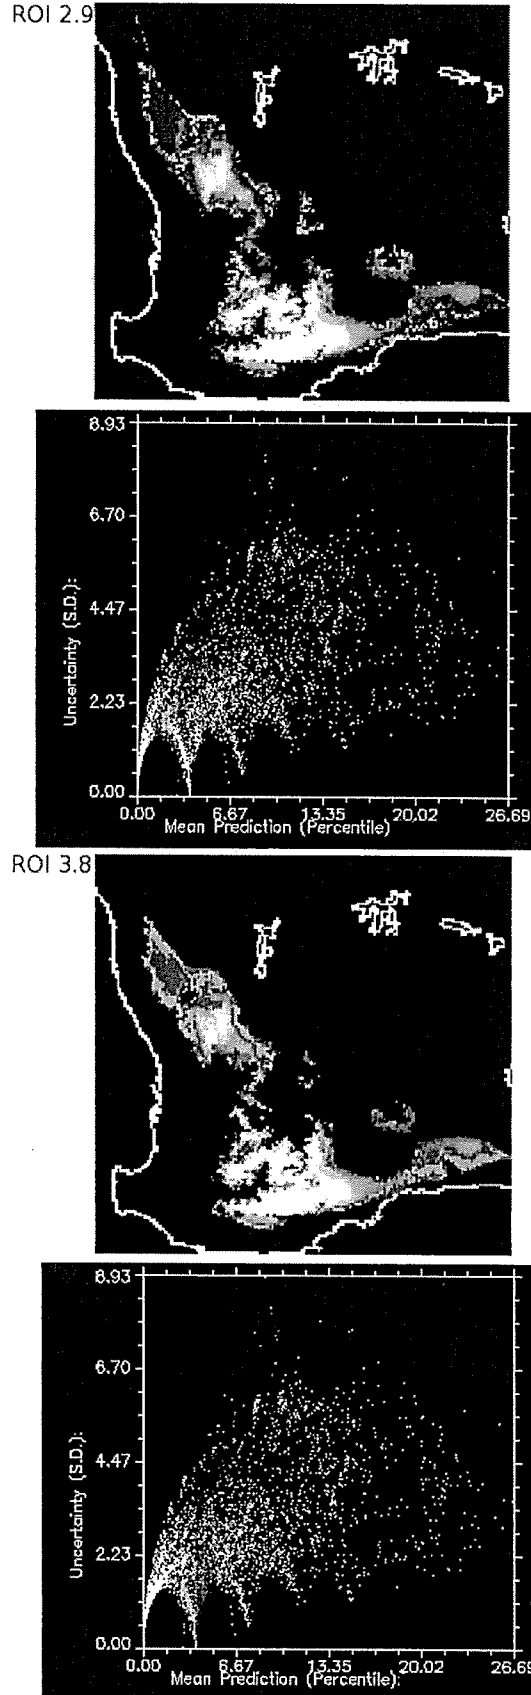 ROI 2.9
8.93
6.70
4.47
2.23
0.00
Uncertainty (S.D.):
0.00 6.67 13.35 20.02 26.69
Mean Prediction (Percentile)
ROI 3.8
8.93
6.70
4.47
2.23
0.00
Uncertainty (S.D.):
0.00 6.67 13.35 20.02 26.69
Mean Prediction (Percentile):